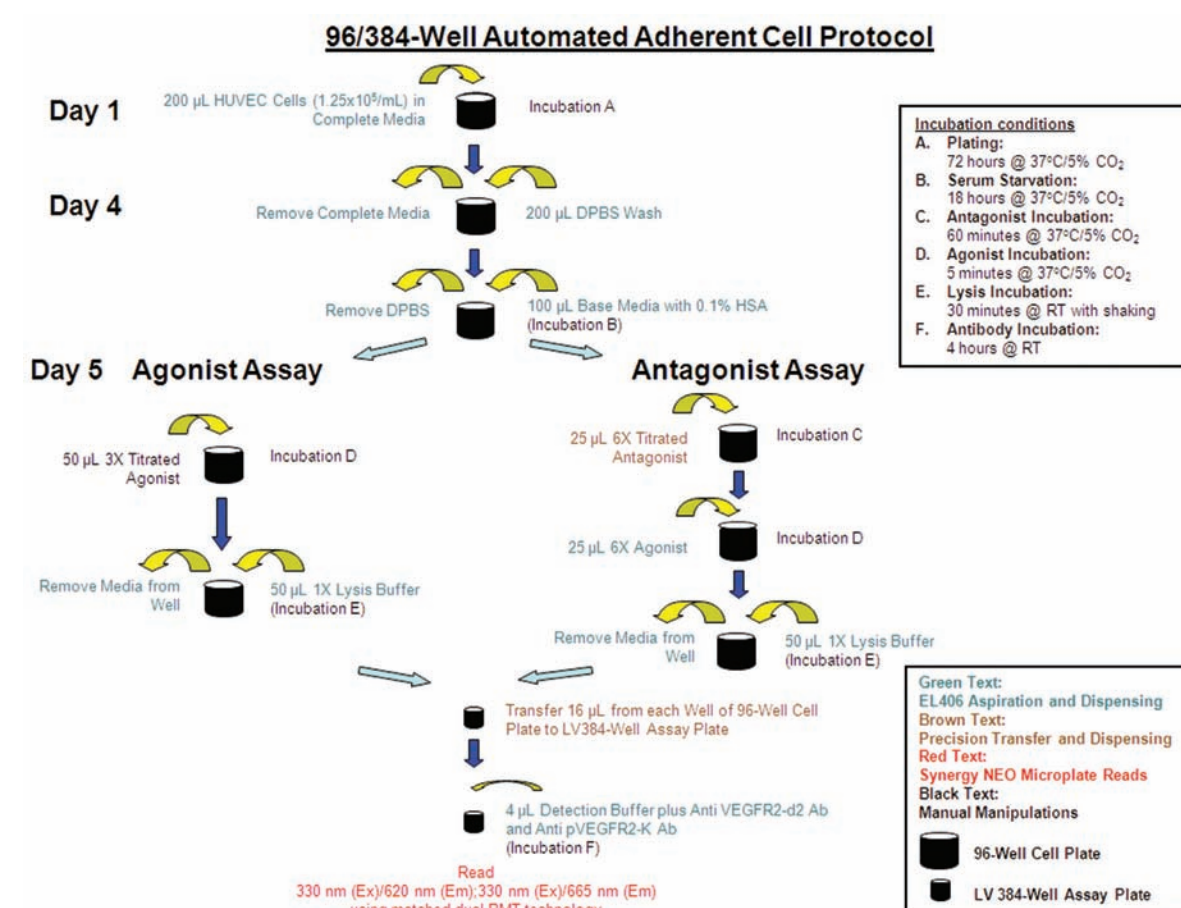 96/384-Well Automated Adherent Cell Protocol
Day 1
200 µL HUVEC Cells (1.25x10⁵/mL) in
Complete Media
Incubation A
Incubation conditions
A. Plating:
72 hours @ 37°C/5% CO₂
B. Serum Starvation:
18 hours @ 37°C/5% CO₂
C. Antagonist Incubation:
60 minutes @ 37°C/5% CO₂
D. Agonist Incubation:
5 minutes @ 37°C/5% CO₂
E. Lysis Incubation:
30 minutes @ RT with shaking
F. Antibody Incubation:
4 hours @ RT
Day 4
Remove Complete Media
200 µL DPBS Wash
Remove DPBS
100 µL Base Media with 0.1% HSA
(Incubation B)
Day 5 Agonist Assay
50 µL 3X Titrated
Agonist
Incubation D
Remove Media from
Well
50 µL 1X Lysis Buffer
(Incubation E)
Antagonist Assay
25 µL 6X Titrated
Antagonist
Incubation C
25 µL 6X Agonist
Incubation D
Remove Media from
Well
50 µL 1X Lysis Buffer
(Incubation E)
Transfer 16 µL from each Well of 96-Well Cell
Plate to LV384-Well Assay Plate
4 µL Detection Buffer plus Anti VEGFR2-d2 Ab
and Anti pVEGFR2-K Ab
(Incubation F)
Read
330 nm (Ex)/620 nm (Em);330 nm (Ex)/665 nm (Em)
using matched dual PMT technology
Green Text:
EL406 Aspiration and Dispensing
Brown Text:
Precision Transfer and Dispensing
Red Text:
Synergy NEO Microplate Reads
Black Text:
Manual Manipulations
96-Well Cell Plate
LV 384-Well Assay Plate